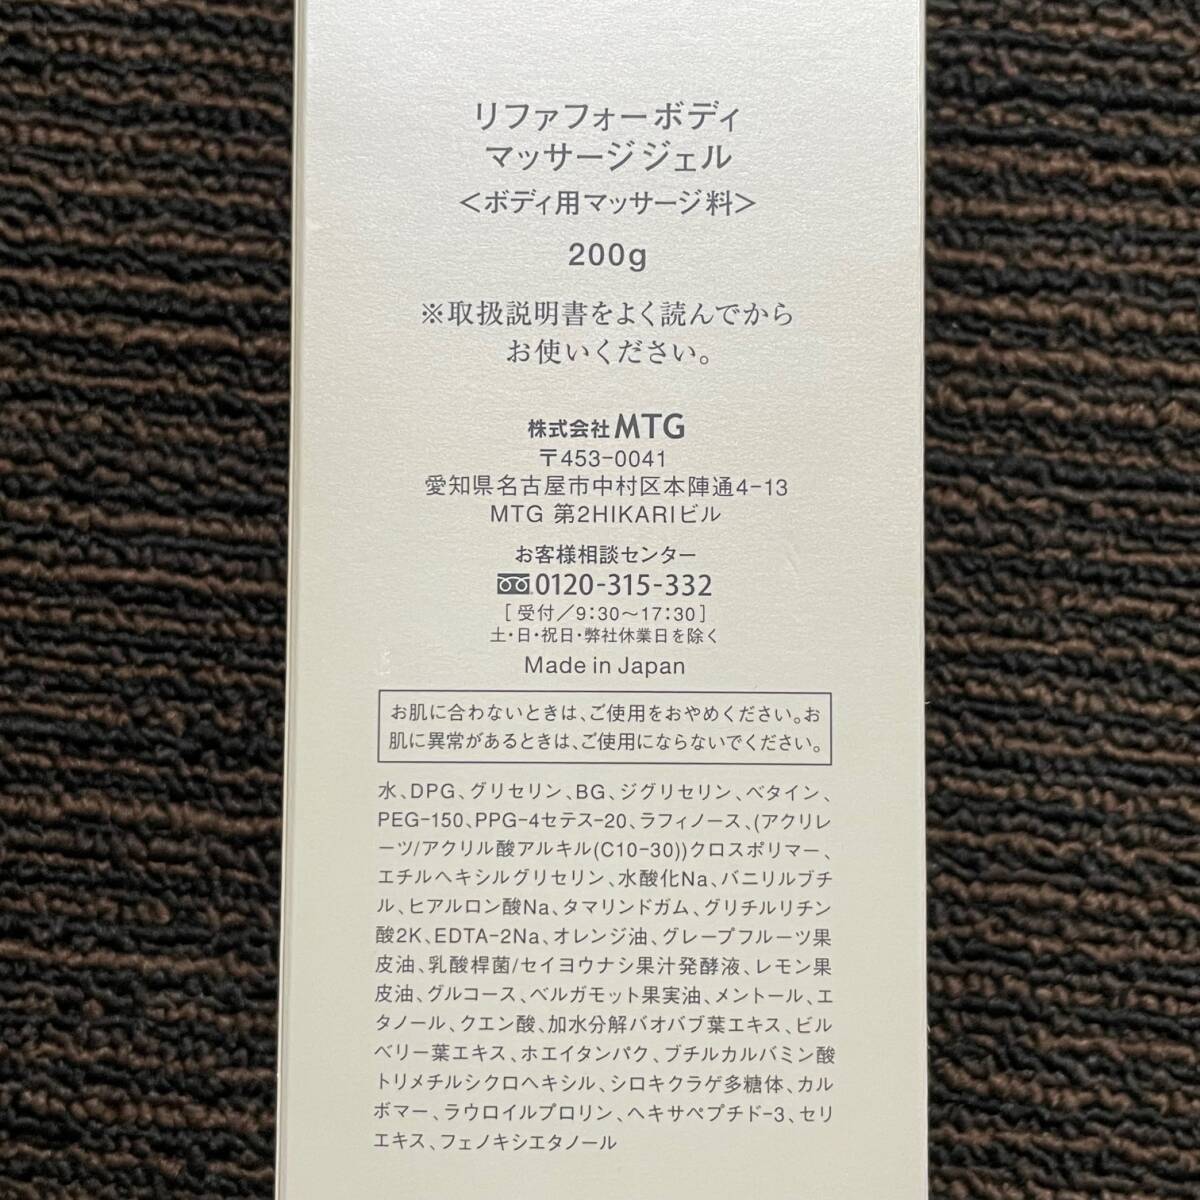 リファフォーボディ
マッサージジェル
<ボディ用マッサージ料>
200g
※取扱説明書をよく読んでから
お使いください。
株式会社MTG
〒453-0041
愛知県名古屋市中村区本陣通4-13
MTG 第2HIKARIビル
お客様相談センター
0120-315-332
[受付/9:30〜17:30]
土・日・祝日・弊社休業日を除く
Made in Japan
お肌に合わないときは、ご使用をおやめください。お
肌に異常があるときは、ご使用にならないでください。
水、DPG、グリセリン、BG、ジグリセリン、ベタイン、
PEG-150、PPG-4セテス-20、ラフィノース、(アクリレ
ーツ/アクリル酸アルキル(C10-30))クロスポリマー、
エチルヘキシルグリセリン、水酸化Na、バニリルブチ
ル、ヒアルロン酸Na、タマリンドガム、グリチルリチン
酸2K、EDTA-2Na、オレンジ油、グレープフルーツ果
皮油、乳酸桿菌/セイヨウナシ果汁発酵液、レモン果
皮油、グルコース、ベルガモット果実油、メントール、エ
タノール、クエン酸、加水分解バオバブ葉エキス、ビル
ベリー葉エキス、ホエイタンパク、ブチルカルバミン酸
トリメチルシクロヘキシル、シロキクラゲ多糖体、カル
ボマー、ラウロイルプロリン、ヘキサペプチド-3、セリ
エキス、フェノキシエタノール